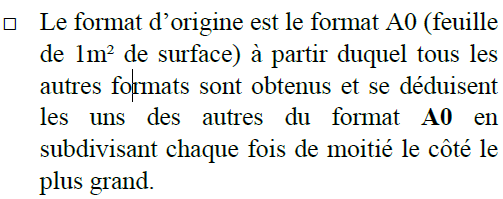 □ Le format d'origine est le format A0 (feuille
de 1m² de surface) à partir duquel tous les
autres formats sont obtenus et se déduisent
les uns des autres du format A0 en
subdivisant chaque fois de moitié le côté le
plus grand.